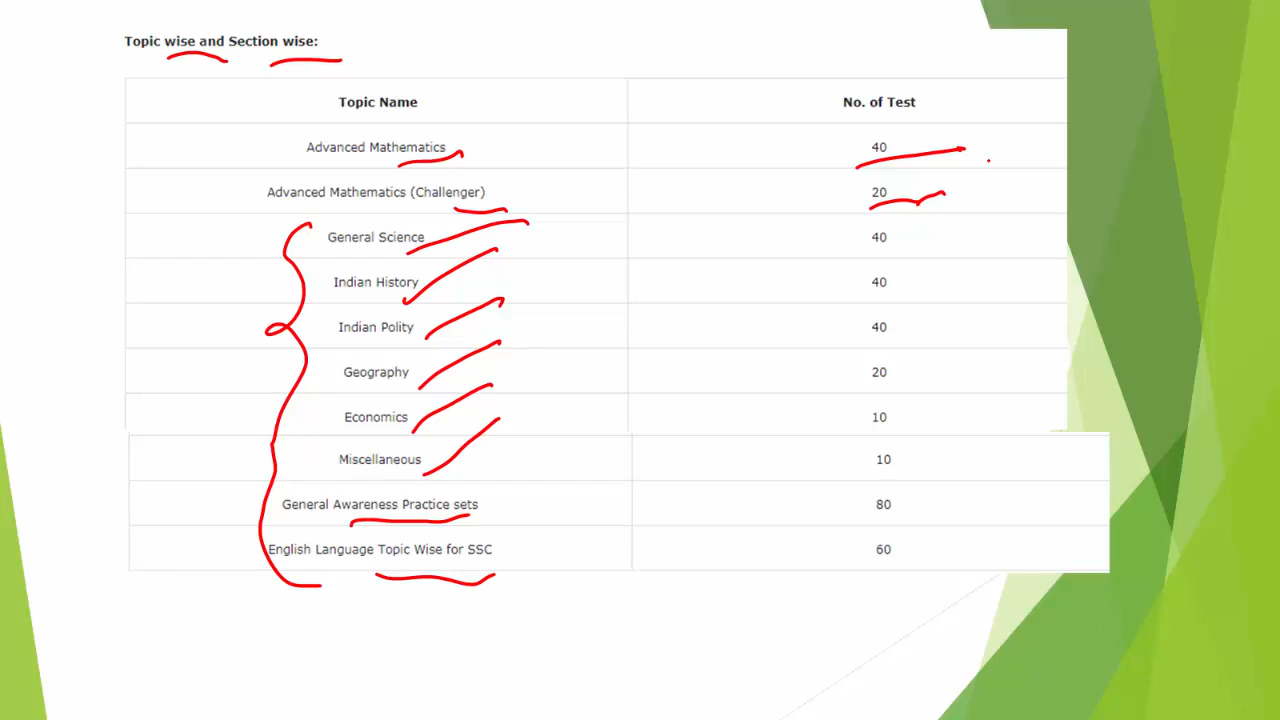 Topic wise and Section wise:
Topic Name No. of Test
Advanced Mathematics 40
Advanced Mathematics (Challenger) 20
General Science 40
Indian History 40
Indian Polity 40
Geography 20
Economics 10
Miscellaneous 10
General Awareness Practice sets 80
English Language Topic Wise for SSC 60